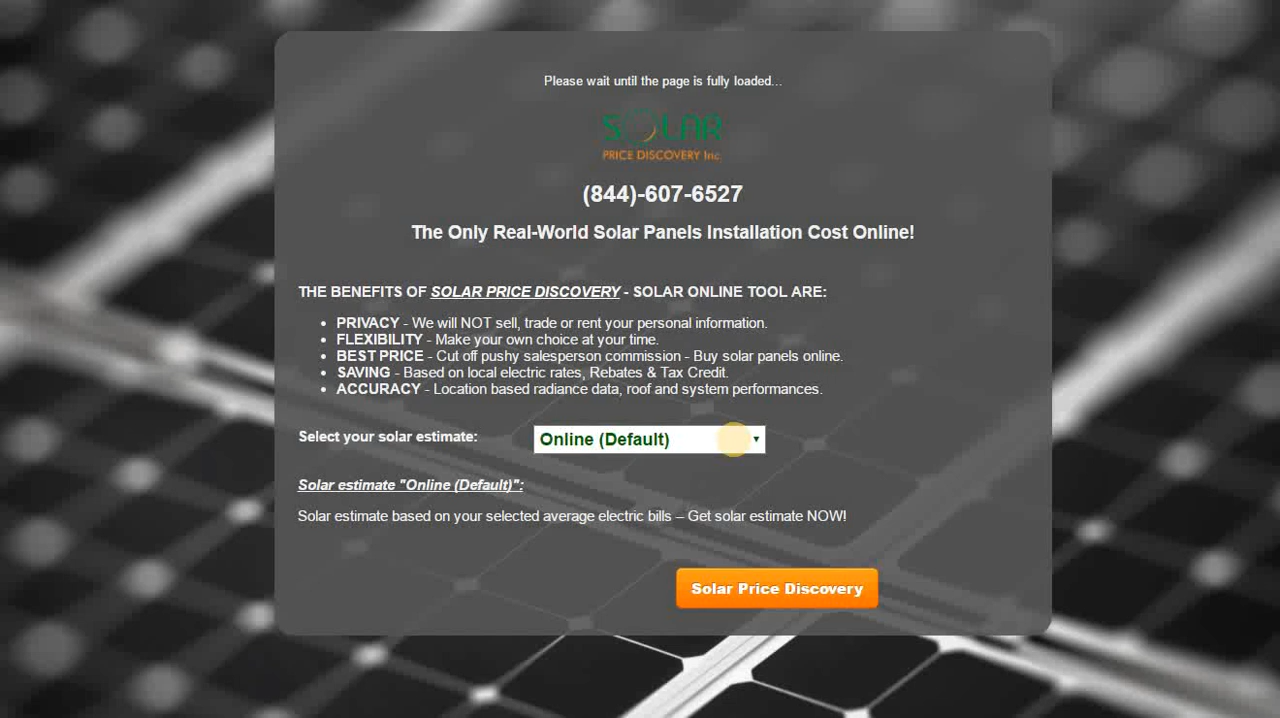 Please wait until the page is fully loaded...
SOLAR
PRICE DISCOVERY Inc.
(844)-607-6527
The Only Real-World Solar Panels Installation Cost Online!
THE BENEFITS OF SOLAR PRICE DISCOVERY - SOLAR ONLINE TOOL ARE:
• PRIVACY - We will NOT sell, trade or rent your personal information.
• FLEXIBILITY - Make your own choice at your time.
• BEST PRICE - Cut off pushy salesperson commission - Buy solar panels online.
• SAVING - Based on local electric rates, Rebates & Tax Credit.
• ACCURACY - Location based radiance data, roof and system performances.
Select your solar estimate: Online (Default)
Solar estimate "Online (Default)":
Solar estimate based on your selected average electric bills – Get solar estimate NOW!
Solar Price Discovery